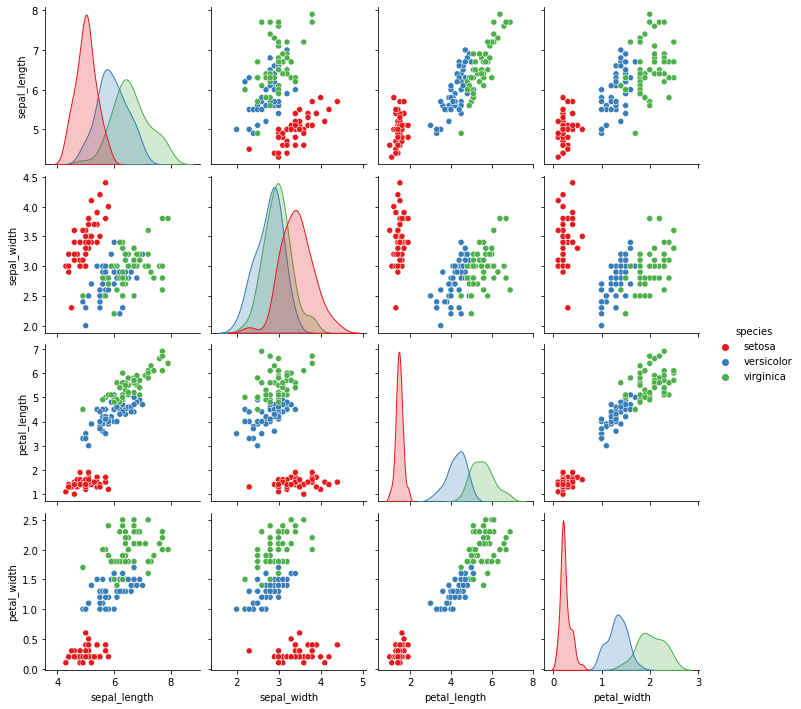 8
7
6
5
sepal_length
4.5
4.0
3.5
3.0
2.5
2.0
sepal_width
species
setosa
versicolor
virginica
7
6
5
4
3
2
1
petal_length
2.5
2.0
1.5
1.0
0.5
0.0
petal_width
4 6 8
2 3 4 5
0 2 4 6 8
0 1 2 3
sepal_length sepal_width petal_length petal_width